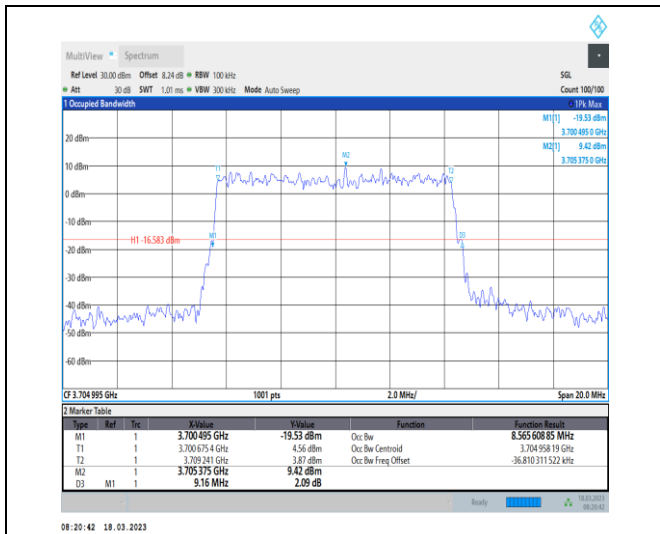 MultiView Spectrum
Ref Level 30.00 dBm Offset 8.24 dB RBW 100 kHz SGL
Att 30 dB SWT 1.01 ms VBW 300 kHz Mode Auto Sweep Count 100/100
1 Occupied Bandwidth 1Pk Max
M1[1] -19.53 dBm
3.700 495 0 GHz
M2[1] 9.42 dBm
3.705 375 0 GHz
20 dBm
M2
10 dBm
T1 T2
0 dBm
-10 dBm
H1 -16.583 dBm
M1 D3
-20 dBm
-30 dBm
-40 dBm
-50 dBm
-60 dBm
CF 3.704 995 GHz 1001 pts 2.0 MHz/ Span 20.0 MHz
2 Marker Table
Type Ref Trc X-Value Y-Value Function Function Result
M1 1 3.700 495 GHz -19.53 dBm Occ Bw 8.565 608 85 MHz
T1 1 3.700 675 4 GHz 4.56 dBm Occ Bw Centroid 3.704 958 19 GHz
T2 1 3.709 241 GHz 3.87 dBm Occ Bw Freq Offset -36.810 311 522 kHz
M2 1 3.705 375 GHz 9.42 dBm
D3 M1 1 9.16 MHz 2.09 dB
Ready 18.03.2023
08:20:42
08:20:42 18.03.2023